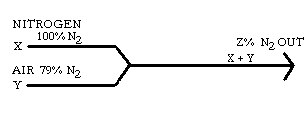 NITROGEN
100% N2
X
Z% N2 OUT
X + Y
AIR 79% N2
Y